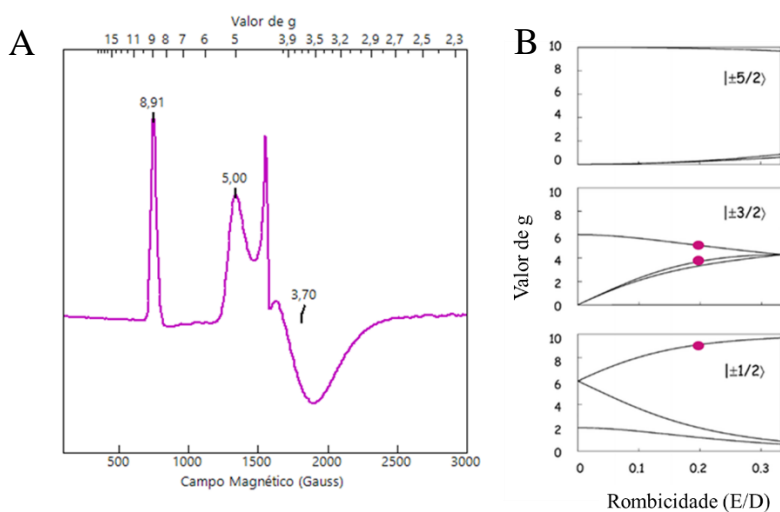 A
Valor de g
15 11 9 8 7 6 5 3,9 3,5 3,2 2,9 2,7 2,5 2,3
8,91
5,00
3,70
500 1000 1500 2000 2500 3000
Campo Magnético (Gauss)
B
Valor de g
10
8
6
4
2
0
|±5/2⟩
10
8
6
4
2
0
|±3/2⟩
10
8
6
4
2
0
|±1/2⟩
0 0.1 0.2 0.3
Rombicidade (E/D)